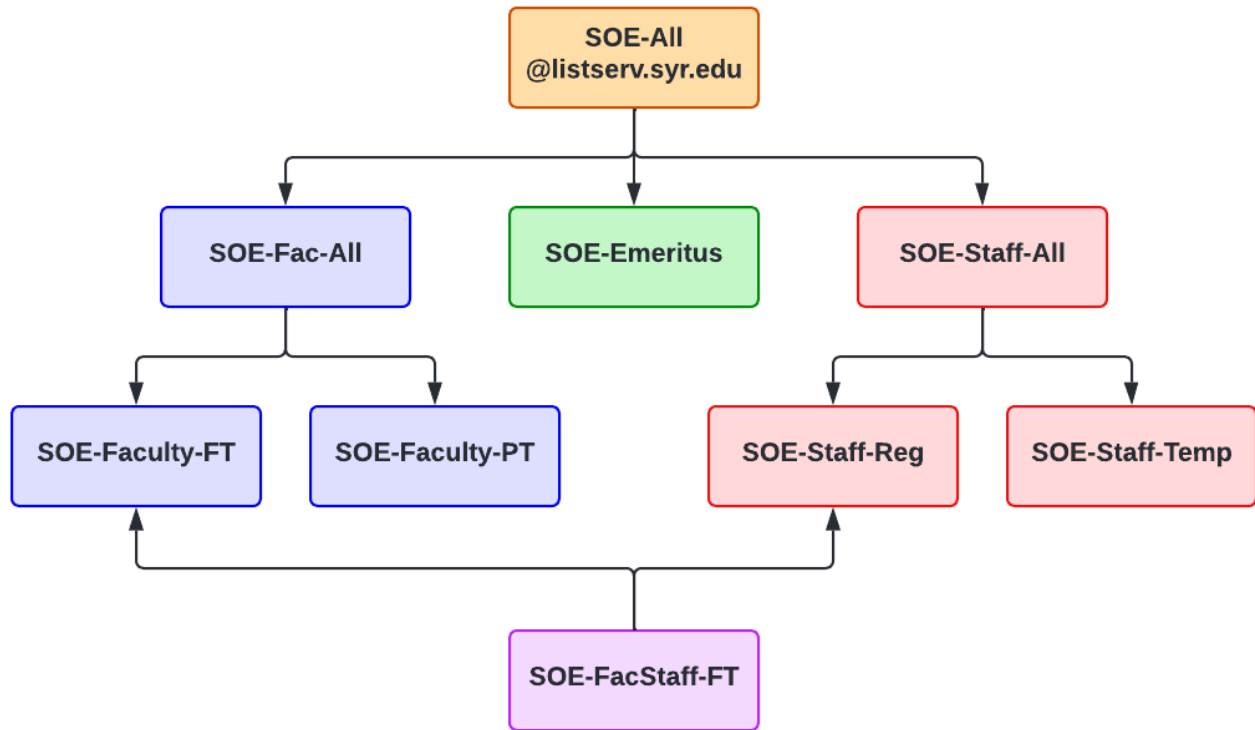 SOE-All
@listserv.syr.edu
SOE-Fac-All
SOE-Emeritus
SOE-Staff-All
SOE-Faculty-FT
SOE-Faculty-PT
SOE-Staff-Reg
SOE-Staff-Temp
SOE-FacStaff-FT